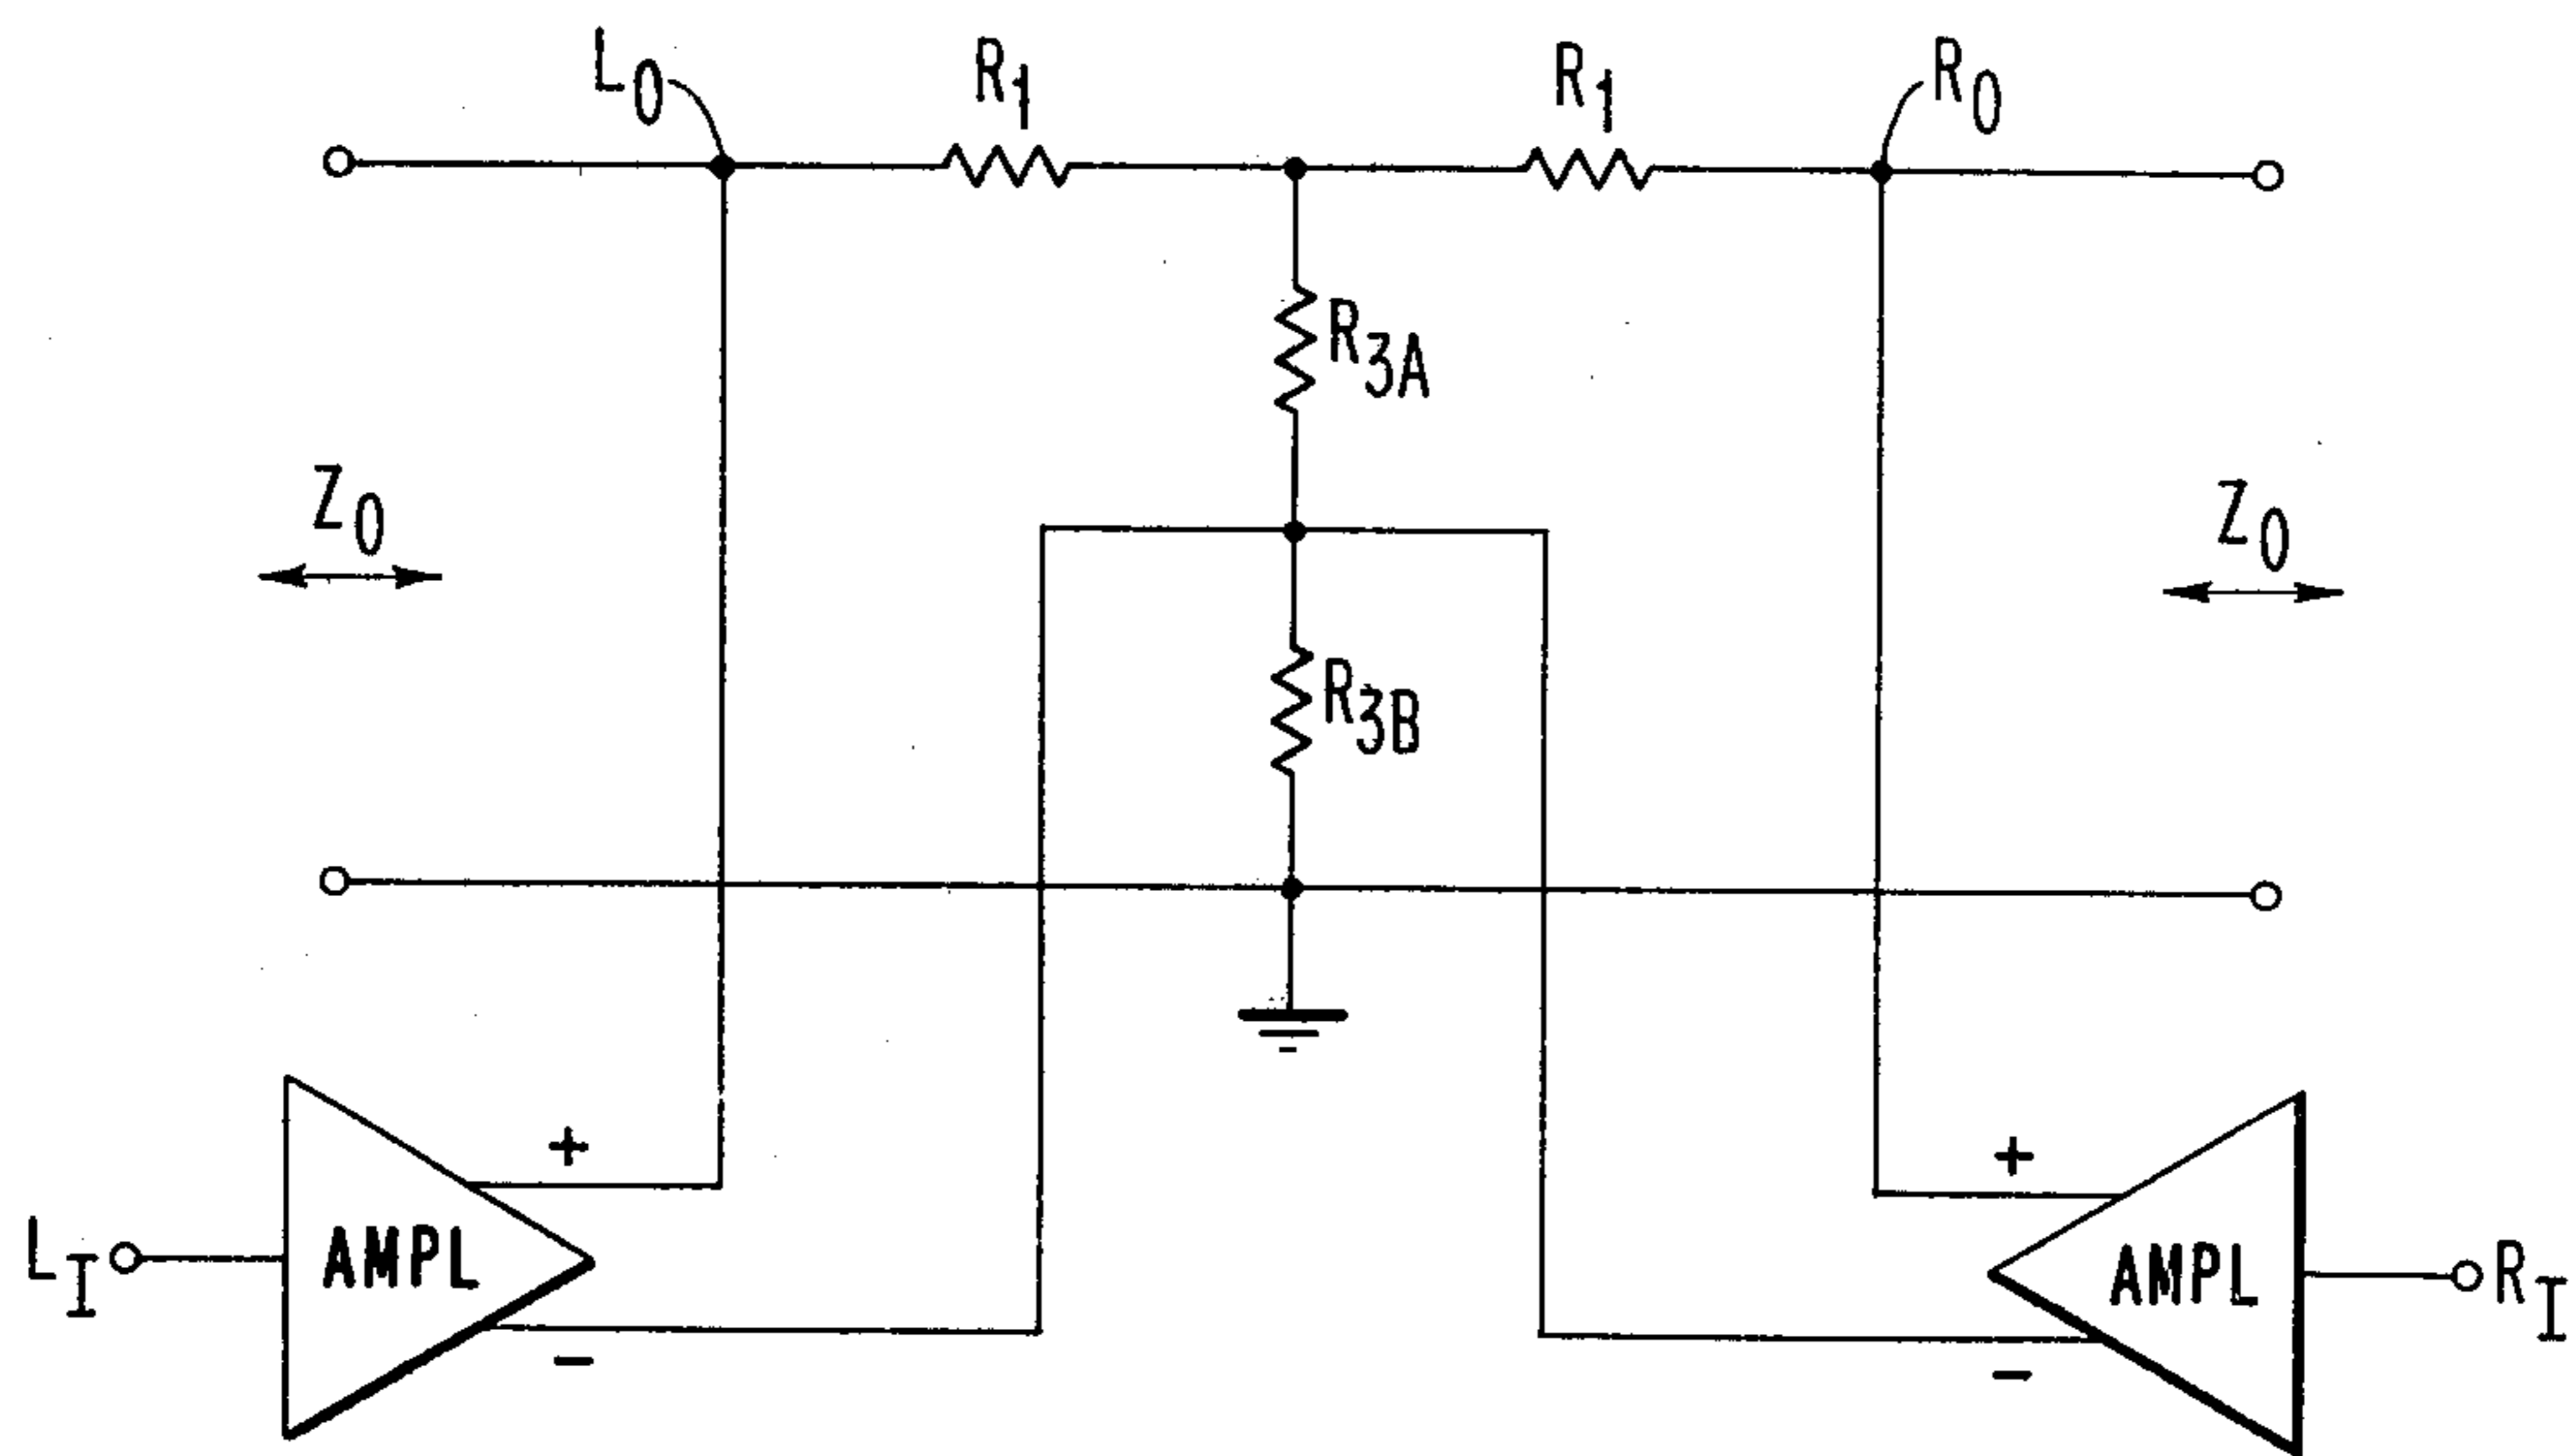 L0 R1 R1 R0
R3A
Z0 Z0
R3B
+ +
LI AMPL AMPL RI
− −